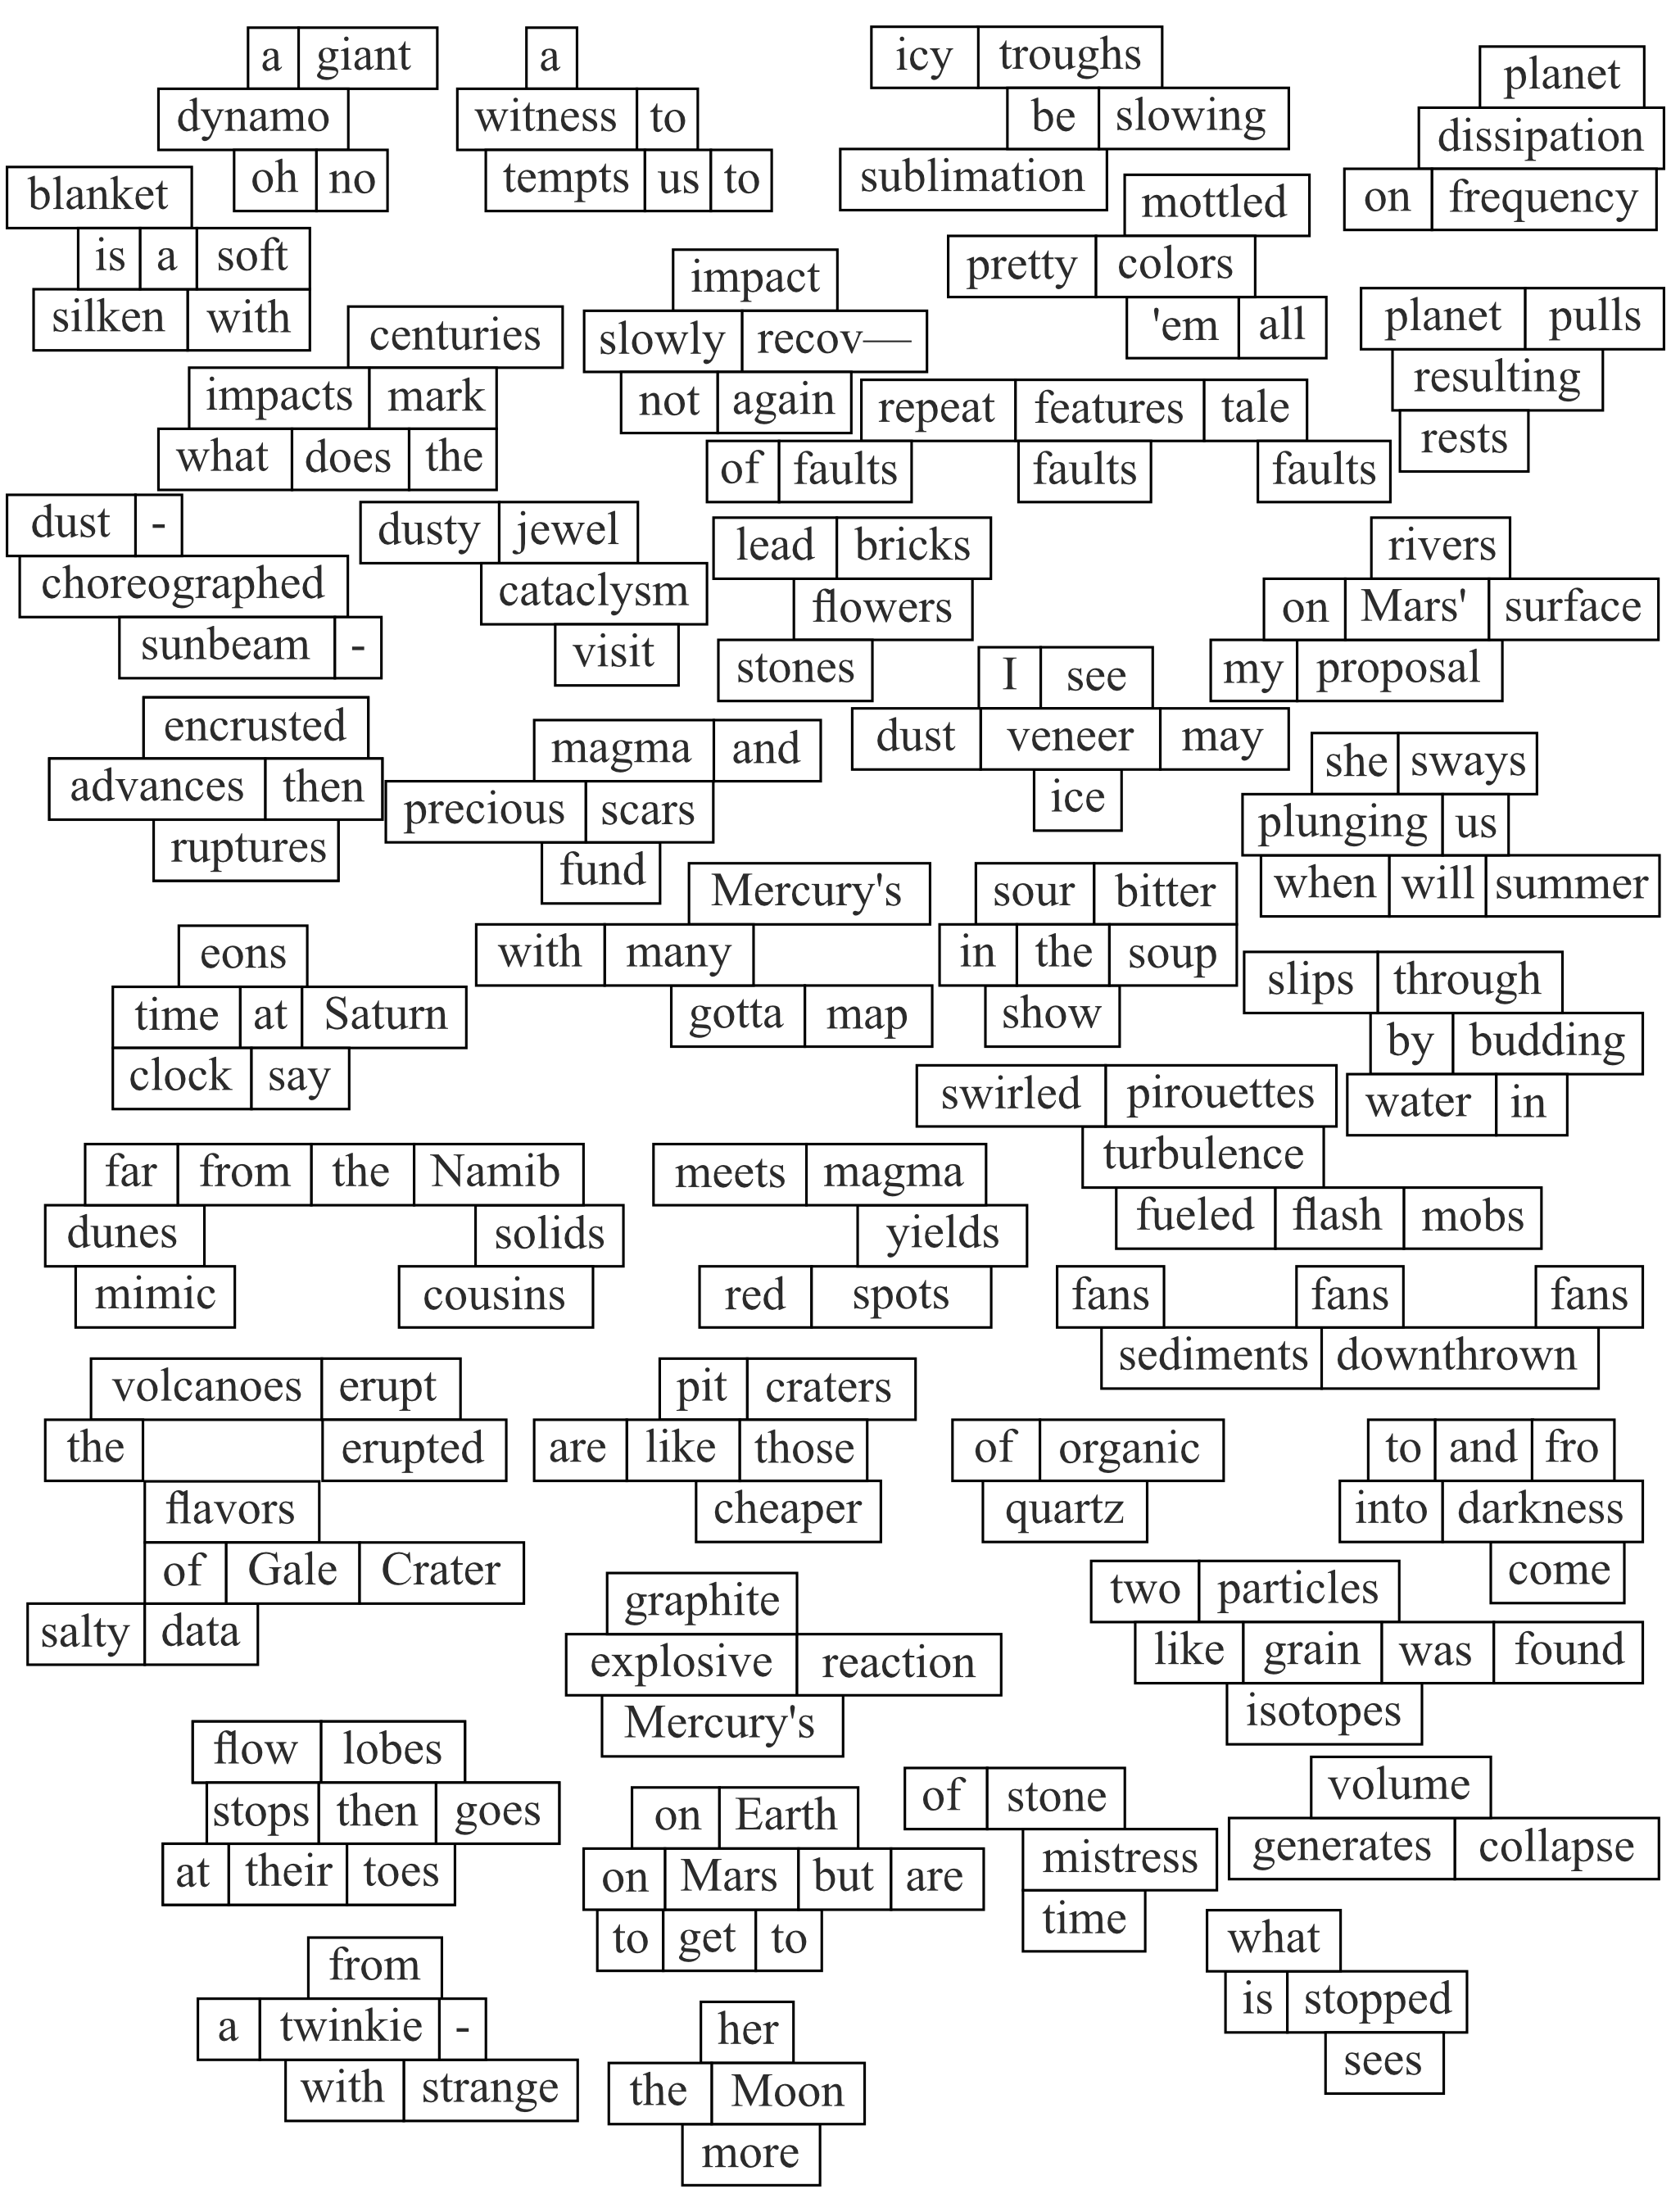 a giant
dynamo
oh no
a
witness to
tempts us to
icy troughs
be slowing
sublimation
planet
dissipation
on frequency
blanket
is a soft
silken with
mottled
pretty colors
'em all
impact
slowly recov—
not again
planet pulls
resulting
rests
centuries
impacts mark
what does the
repeat features tale
of faults faults faults
dust -
choreographed
sunbeam -
dusty jewel
cataclysm
visit
lead bricks
flowers
stones
rivers
on Mars' surface
my proposal
I see
dust veneer may
ice
encrusted
advances then
ruptures
magma and
precious scars
fund
she sways
plunging us
when will summer
Mercury's
with many
gotta map
sour bitter
in the soup
show
eons
time at Saturn
clock say
slips through
by budding
water in
swirled pirouettes
turbulence
fueled flash mobs
far from the Namib
dunes solids
mimic cousins
meets magma
yields
red spots
fans fans fans
sediments downthrown
volcanoes erupt
the erupted
flavors
of Gale Crater
salty data
pit craters
are like those
cheaper
of organic
quartz
to and fro
into darkness
come
graphite
explosive reaction
Mercury's
two particles
like grain was found
isotopes
flow lobes
stops then goes
at their toes
on Earth
on Mars but are
to get to
of stone
mistress
time
volume
generates collapse
what
is stopped
sees
from
a twinkie -
with strange
her
the Moon
more